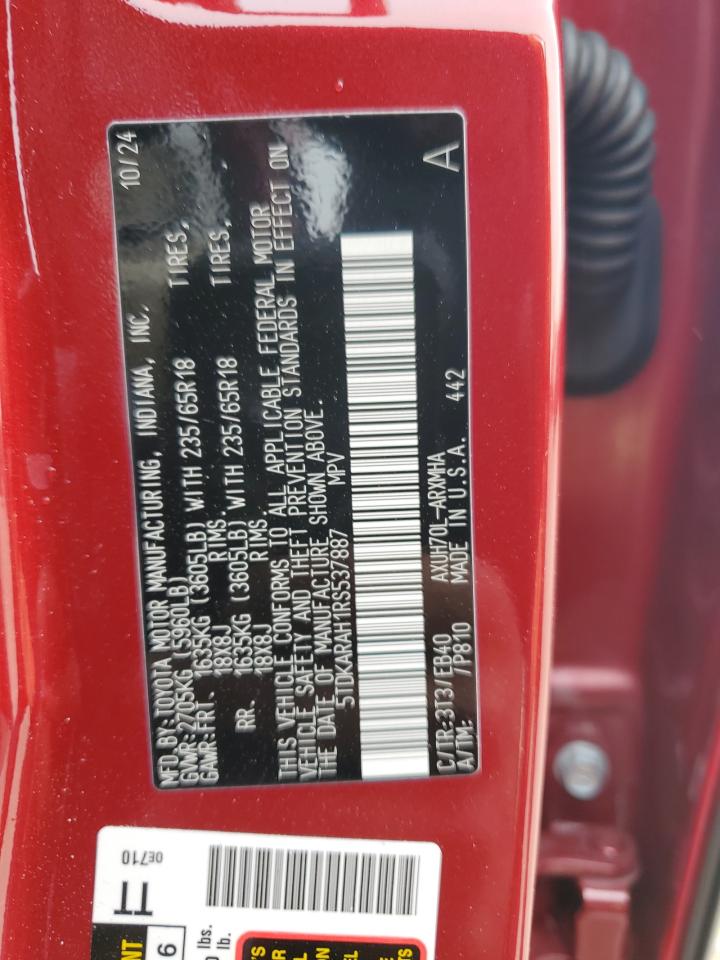 MFD.BY:TOYOTA MOTOR MANUFACTURING, INDIANA, INC. 10/24
GVWR:2705KG (5960LB)
GAWR:FRT. 1635KG (3605LB) WITH 235/65R18 TIRES,
18X8J RIMS.
RR. 1635KG (3605LB) WITH 235/65R18 TIRES,
18X8J RIMS.
THIS VEHICLE CONFORMS TO ALL APPLICABLE FEDERAL MOTOR
VEHICLE SAFETY AND THEFT PREVENTION STANDARDS IN EFFECT ON
THE DATE OF MANUFACTURE SHOWN ABOVE.
5TDKARAH1RS537887 MPV
A
C/TR:3T3/EB40 AXUH70L-ARXMHA
A/TM: /P810 MADE IN U.S.A. 442
0E710
6
lbs.
lb.